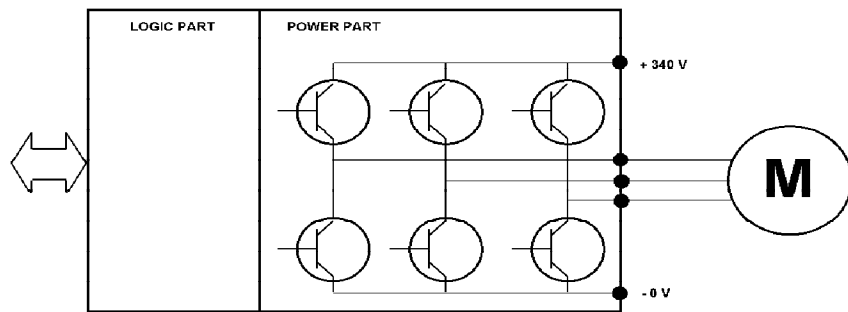 LOGIC PART
POWER PART
+ 340 V
M
- 0 V